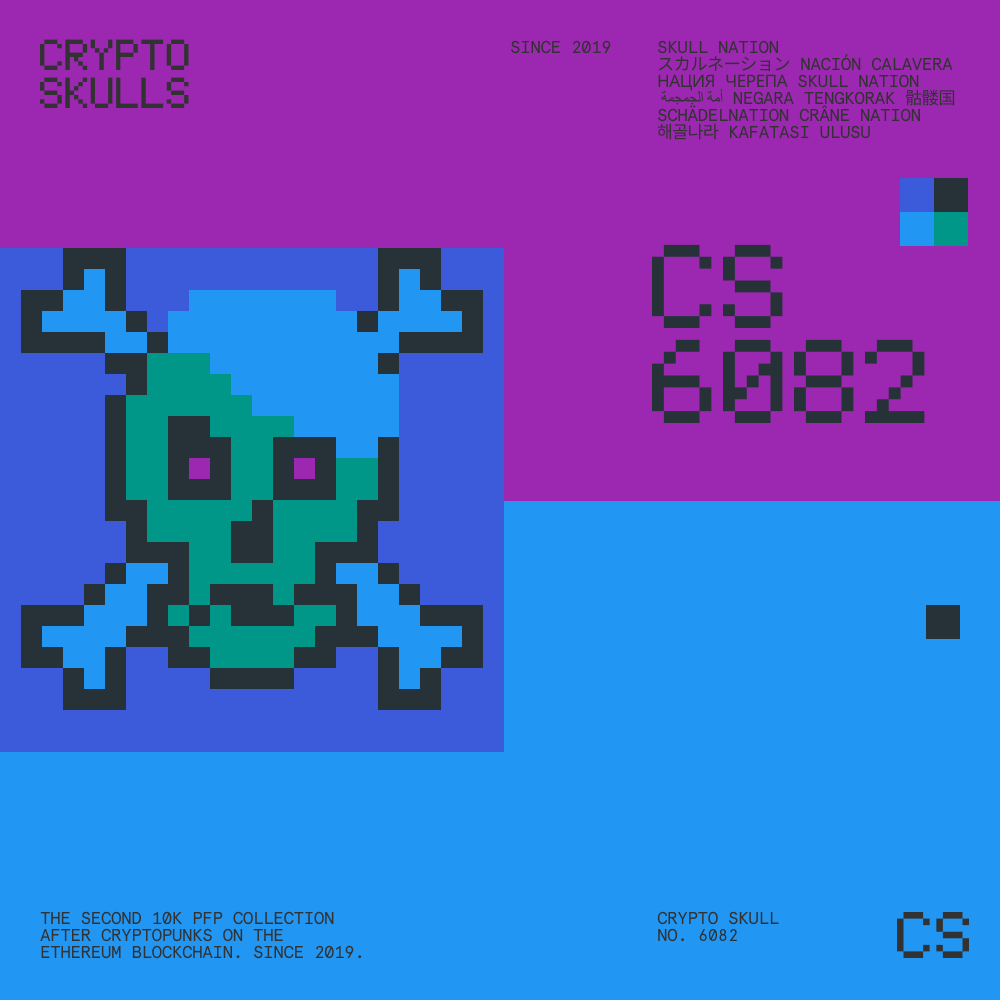 CRYPTO
SKULLS
SINCE 2019
SKULL NATION
スカルネーション NACIÓN CALAVERA
НАЦИЯ ЧЕРЕПА SKULL NATION
أمة الجمجمة NEGARA TENGKORAK 骷髅国
SCHÄDELNATION CRÂNE NATION
해골나라 KAFATASI ULUSU
CS
6082
THE SECOND 10K PFP COLLECTION
AFTER CRYPTOPUNKS ON THE
ETHEREUM BLOCKCHAIN. SINCE 2019.
CRYPTO SKULL
NO. 6082
CS